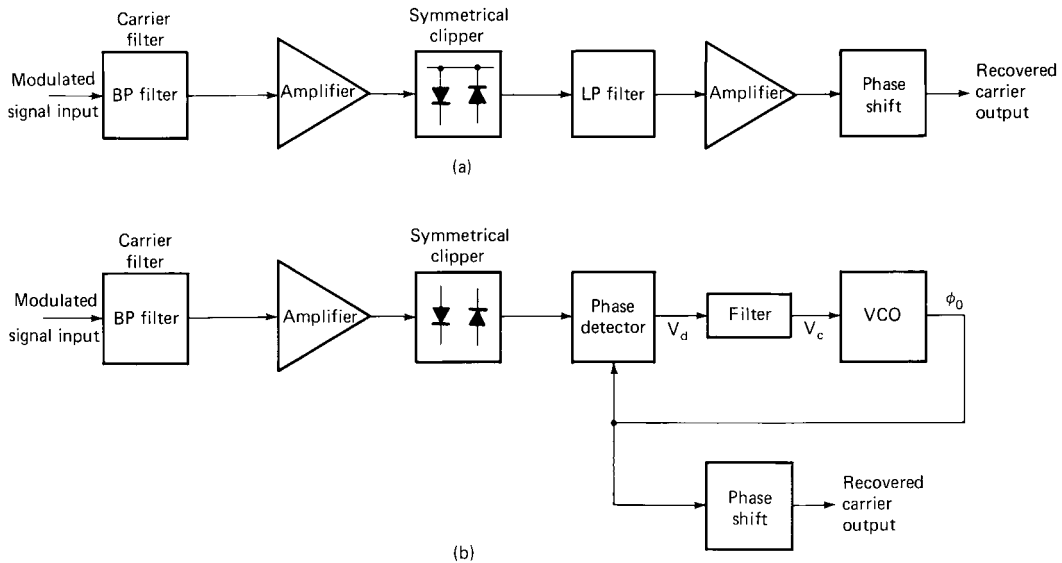 Carrier
filter
Symmetrical
clipper
Modulated
signal input
BP filter
Amplifier
LP filter
Amplifier
Phase
shift
Recovered
carrier
output
(a)
Carrier
filter
Symmetrical
clipper
Modulated
signal input
BP filter
Amplifier
Phase
detector
V_d
Filter
V_c
VCO
ϕ_0
Phase
shift
Recovered
carrier
output
(b)